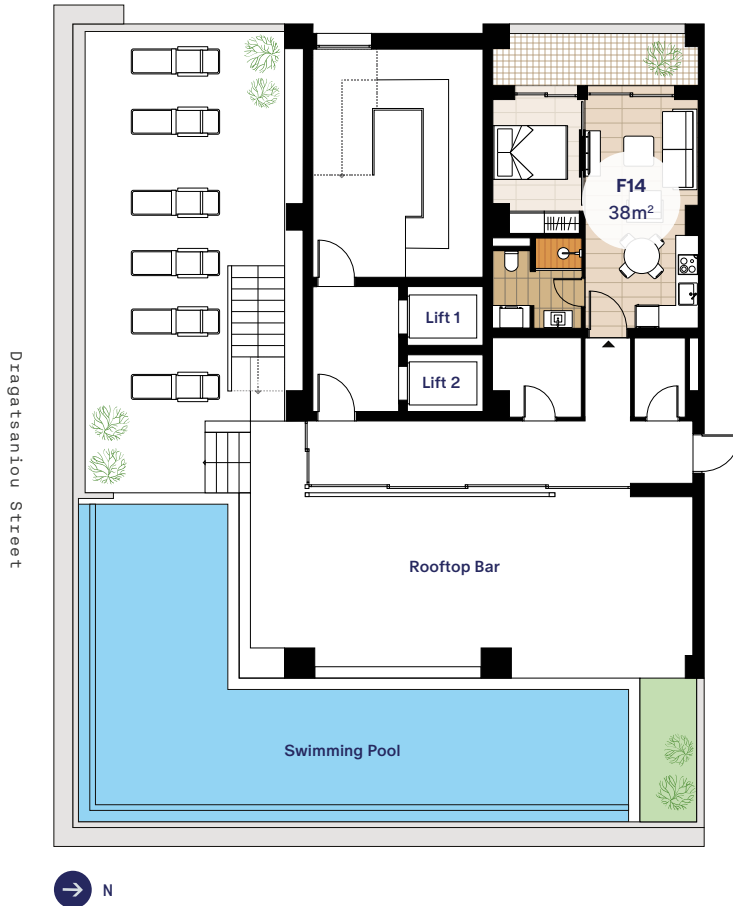 F14
38m²
Lift 1
Lift 2
Dragatsaniou Street
Rooftop Bar
Swimming Pool
N